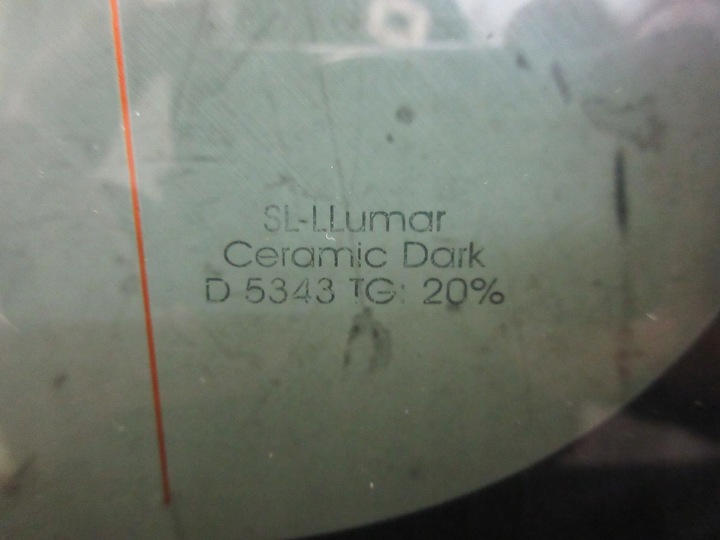 SL-LLumar
Ceramic Dark
D 5343 TG: 20%